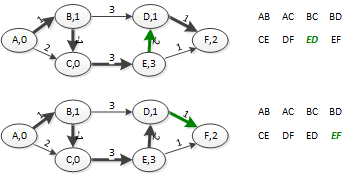 B,1 3 D,1
1 1
A,0 -1 -2 F,2
2 1
C,0 3 E,3
AB AC BC BD
CE DF ED EF
B,1 3 D,1
1 1
A,0 -1 -2 F,2
2 1
C,0 3 E,3
AB AC BC BD
CE DF ED EF